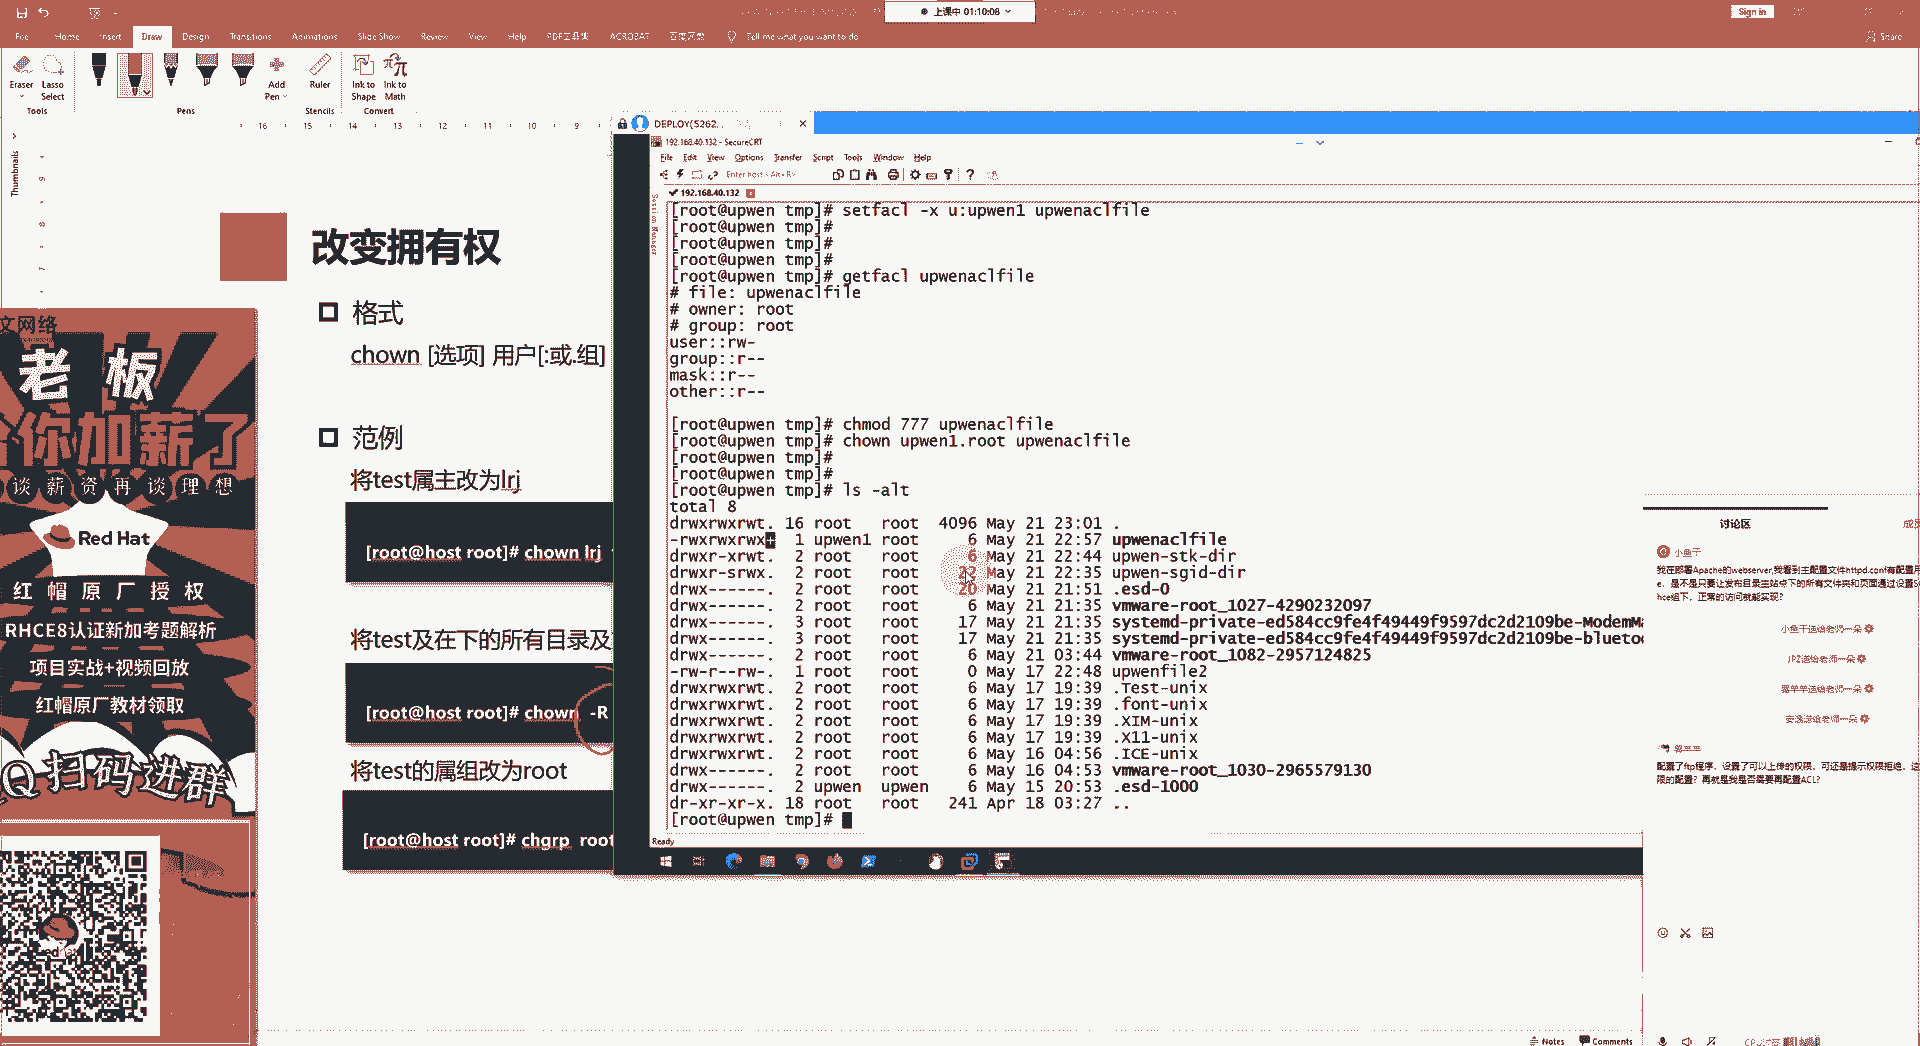 上课中 01:10:08
Sign in
File Home Insert Draw Design Transitions Animations Slide Show Review View Help PDF工具集 ACROBAT 百度网盘 Tell me what you want to do
Share
Eraser
Lasso Select
Add Pen
Ruler
Ink to Shape
Ink to Math
Tools
Pens
Stencils
Convert
16 15 14 13 12 11 10 9
Thumbnails
改变拥有权
格式
chown [选项] 用户[:或.组]
范例
将test属主改为lrj
[root@host root]# chown lrj
将test及在下的所有目录及
[root@host root]# chown -R
将test的属组改为root
[root@host root]# chgrp root
文网络
老板
你加薪了
谈薪资再谈理想
Red Hat
红帽原厂授权
RHCE8认证新加考题解析
项目实战+视频回放
红帽原厂教材领取
Q扫码进群
DEPLOY(5262..
192.168.40.132 - SecureCRT
File Edit View Options Transfer Script Tools Window Help
Enter host <Alt+R>
192.168.40.132
[root@upwen tmp]# setfacl -x u:upwen1 upwenaclfile
[root@upwen tmp]#
[root@upwen tmp]#
[root@upwen tmp]#
[root@upwen tmp]# getfacl upwenaclfile
# file: upwenaclfile
# owner: root
# group: root
user::rw-
group::r--
mask::r--
other::r--
[root@upwen tmp]# chmod 777 upwenaclfile
[root@upwen tmp]# chown upwen1.root upwenaclfile
[root@upwen tmp]#
[root@upwen tmp]#
[root@upwen tmp]# ls -alt
total 8
drwxrwxrwt. 16 root root 4096 May 21 23:01 .
-rwxrwxrwx+ 1 upwen1 root 6 May 21 22:57 upwenaclfile
drwxr-xrwt. 2 root root 6 May 21 22:44 upwen-stk-dir
drwxr-srwx. 2 root root 22 May 21 22:35 upwen-sgid-dir
drwx------. 2 root root 20 May 21 21:51 .esd-0
drwx------. 2 root root 6 May 21 21:35 vmware-root_1027-4290232097
drwx------. 3 root root 17 May 21 21:35 systemd-private-ed584cc9fe4f49449f9597dc2d2109be-ModemMa
drwx------. 3 root root 17 May 21 21:35 systemd-private-ed584cc9fe4f49449f9597dc2d2109be-bluetoo
drwx------. 2 root root 6 May 21 03:44 vmware-root_1082-2957124825
-rw-r--rw-. 1 root root 0 May 17 22:48 upwenfile2
drwxrwxrwt. 2 root root 6 May 17 19:39 .Test-unix
drwxrwxrwt. 2 root root 6 May 17 19:39 .font-unix
drwxrwxrwt. 2 root root 6 May 17 19:39 .XIM-unix
drwxrwxrwt. 2 root root 6 May 17 19:39 .X11-unix
drwxrwxrwt. 2 root root 6 May 16 04:56 .ICE-unix
drwx------. 2 root root 6 May 16 04:53 vmware-root_1030-2965579130
drwx------. 2 upwen upwen 6 May 15 20:53 .esd-1000
dr-xr-xr-x. 18 root root 241 Apr 18 03:27 ..
[root@upwen tmp]#
Ready
讨论区
成
小鱼干
我在部署Apache的webserver,我看到主配置文件httpd.conf有配置用
e，是不是只要让发布目录主站点下的所有文件夹和页面通过设置S
hce组下，正常的访问就能实现?
小鱼干送给老师一朵
JPZ送给老师一朵
送给老师一朵
送给老师一朵
配置了ftp程序，设置了可以上传的权限，可还是提示权限拒绝，这
限的配置？再就是我是否需要再配置ACL?
Notes
Comments